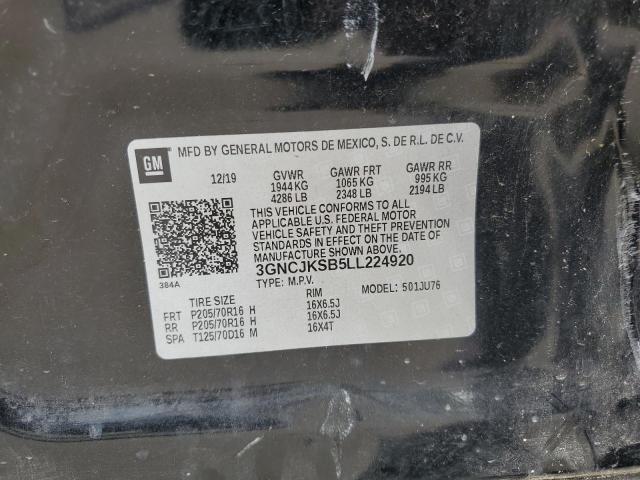 GM
MFD BY GENERAL MOTORS DE MEXICO, S. DE R.L. DE C.V.
12/19 GVWR GAWR FRT GAWR RR
1944 KG 1065 KG 995 KG
4286 LB 2348 LB 2194 LB
THIS VEHICLE CONFORMS TO ALL
APPLICABLE U.S. FEDERAL MOTOR
VEHICLE SAFETY AND THEFT PREVENTION
STANDARDS IN EFFECT ON THE DATE OF
MANUFACTURE SHOWN ABOVE.
384A
3GNCJKSB5LL224920
TYPE: M.P.V. MODEL: 501JU76
TIRE SIZE RIM
FRT P205/70R16 H 16X6.5J
RR P205/70R16 H 16X6.5J
SPA T125/70D16 M 16X4T